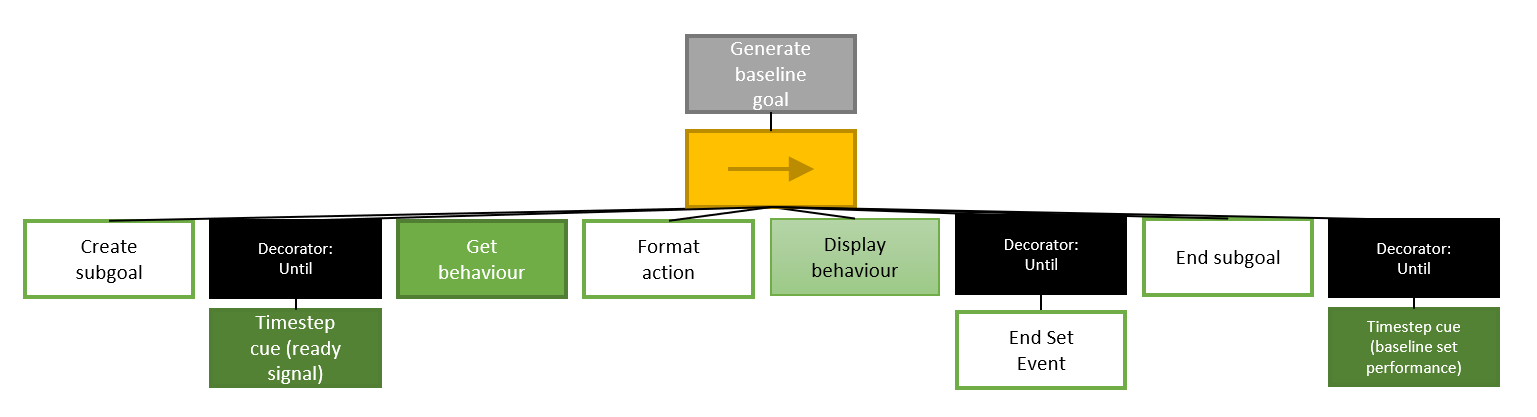 Generate
baseline
goal
Create
subgoal
Decorator:
Until
Get
behaviour
Format
action
Display
behaviour
Decorator:
Until
End subgoal
Decorator:
Until
Timestep
cue (ready
signal)
End Set
Event
Timestep cue
(baseline set
performance)